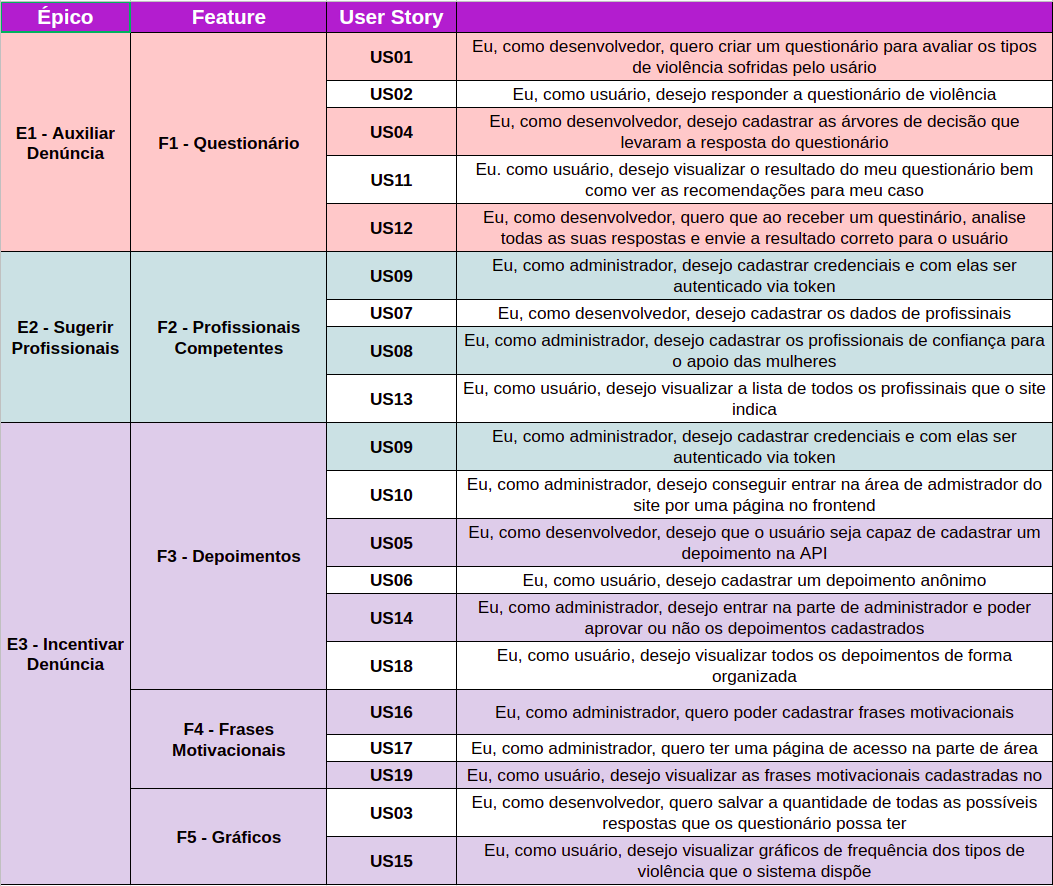 Épico Feature User Story
E1 - Auxiliar
Denúncia
F1 - Questionário
US01
Eu, como desenvolvedor, quero criar um questionário para avaliar os tipos
de violência sofridas pelo usário
US02
Eu, como usuário, desejo responder a questionário de violência
US04
Eu, como desenvolvedor, desejo cadastrar as árvores de decisão que
levaram a resposta do questionário
US11
Eu. como usuário, desejo visualizar o resultado do meu questionário bem
como ver as recomendações para meu caso
US12
Eu, como desenvolvedor, quero que ao receber um questinário, analise
todas as suas respostas e envie a resultado correto para o usuário
E2 - Sugerir
Profissionais
F2 - Profissionais
Competentes
US09
Eu, como administrador, desejo cadastrar credenciais e com elas ser
autenticado via token
US07
Eu, como desenvolvedor, desejo cadastrar os dados de profissinais
US08
Eu, como administrador, desejo cadastrar os profissionais de confiança para
o apoio das mulheres
US13
Eu, como usuário, desejo visualizar a lista de todos os profissinais que o site
indica
E3 - Incentivar
Denúncia
F3 - Depoimentos
US09
Eu, como administrador, desejo cadastrar credenciais e com elas ser
autenticado via token
US10
Eu, como administrador, desejo conseguir entrar na área de admistrador do
site por uma página no frontend
US05
Eu, como desenvolvedor, desejo que o usuário seja capaz de cadastrar um
depoimento na API
US06
Eu, como usuário, desejo cadastrar um depoimento anônimo
US14
Eu, como administrador, desejo entrar na parte de administrador e poder
aprovar ou não os depoimentos cadastrados
US18
Eu, como usuário, desejo visualizar todos os depoimentos de forma
organizada
F4 - Frases
Motivacionais
US16
Eu, como administrador, quero poder cadastrar frases motivacionais
US17
Eu, como administrador, quero ter uma página de acesso na parte de área
US19
Eu, como usuário, desejo visualizar as frases motivacionais cadastradas no
F5 - Gráficos
US03
Eu, como desenvolvedor, quero salvar a quantidade de todas as possíveis
respostas que os questionário possa ter
US15
Eu, como usuário, desejo visualizar gráficos de frequência dos tipos de
violência que o sistema dispõe